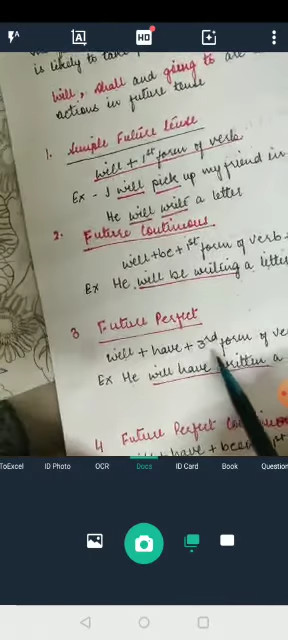 HD
is likely to take
will, shall and going to are
actions in future tense
1. Simple Future Tense
will + 1st form of verb
Ex - I will pick up my friend in
He will write a letter
2. Future Continuous
will + be + 1st form of verb +
Ex He will be writing a letter
3 Future Perfect
will + have + 3rd form of ve
Ex He will have written a
4 Future Perfect Continuous
have + been
ToExcel ID Photo OCR Docs ID Card Book Question